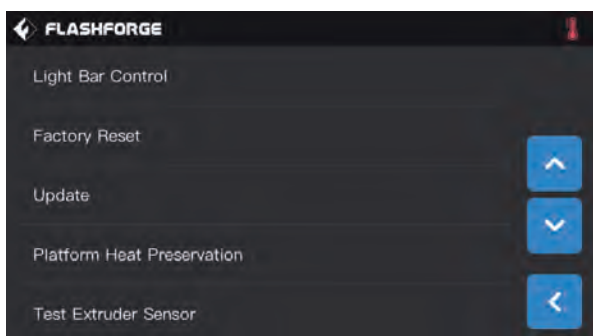 FLASHFORGE
Light Bar Control
Factory Reset
Update
Platform Heat Preservation
Test Extruder Sensor